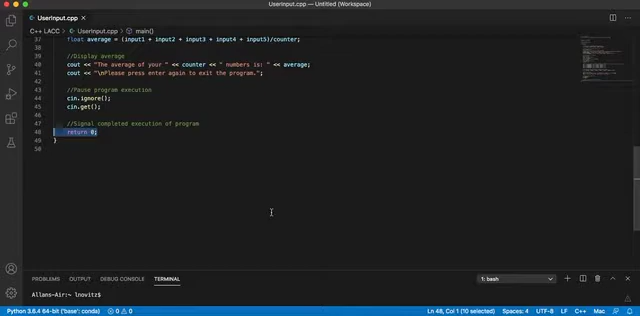 UserInput.cpp — Untitled (Workspace)
UserInput.cpp ×
C++ LACC > UserInput.cpp > main()
37 float average = (input1 + input2 + input3 + input4 + input5)/counter;
38
39 //Display average
40 cout << "The average of your " << counter << " numbers is: " << average;
41 cout << "\nPlease press enter again to exit the program.";
42
43 //Pause program execution
44 cin.ignore();
45 cin.get();
46
47 //Signal completed execution of program
48 return 0;
49 }
50
PROBLEMS OUTPUT DEBUG CONSOLE TERMINAL 1: bash
Allans-Air:~ lnovitz$
Python 3.6.4 64-bit ('base': conda) 0 0 Ln 48, Col 1 (10 selected) Spaces: 4 UTF-8 LF C++ Mac